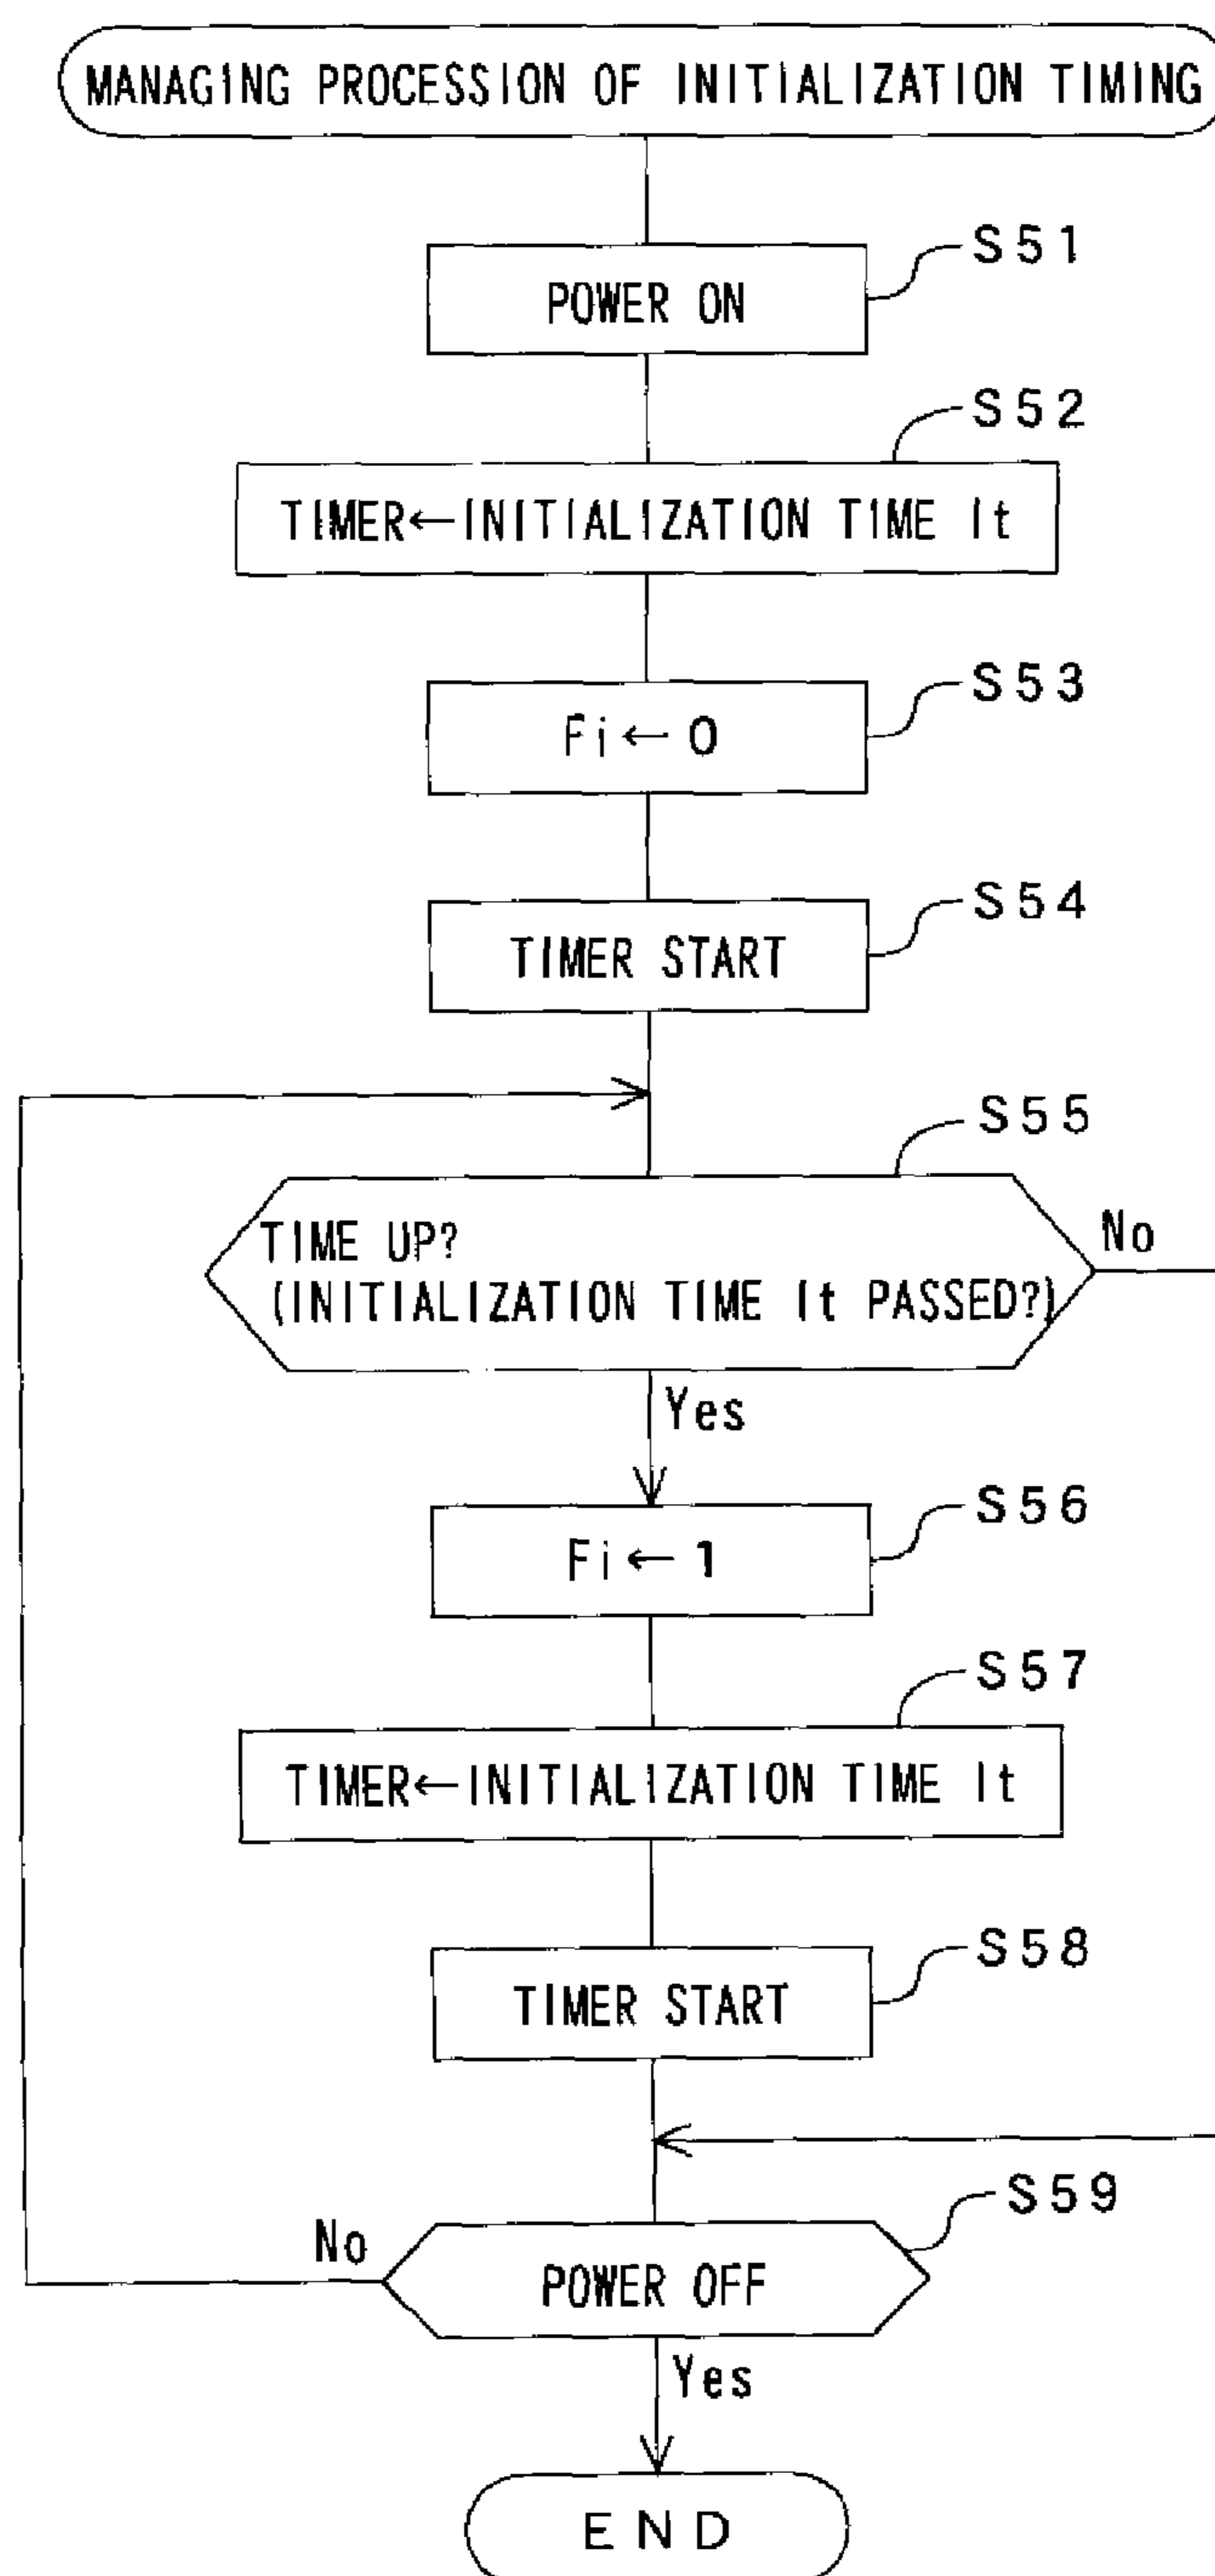 MANAGING PROCESSION OF INITIALIZATION TIMING
S51
POWER ON
S52
TIMER←INITIALIZATION TIME It
S53
Fi←0
S54
TIMER START
S55
TIME UP?
(INITIALIZATION TIME It PASSED?)
No
Yes
S56
Fi←1
S57
TIMER←INITIALIZATION TIME It
S58
TIMER START
S59
No
POWER OFF
Yes
END